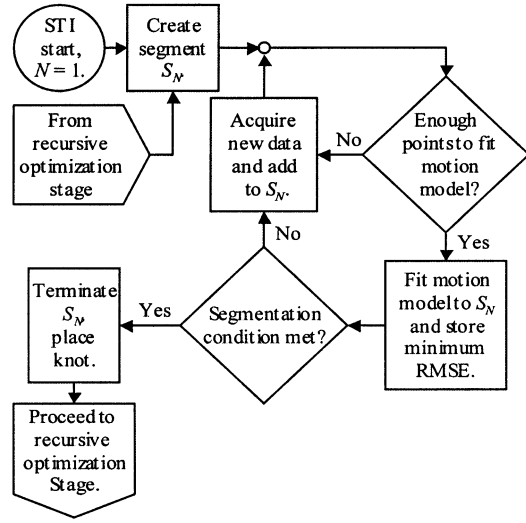 STI
start,
N = 1.
Create
segment
S_N.
From
recursive
optimization
stage
Acquire
new data
and add
to S_N.
No
Enough
points to fit
motion
model?
Yes
No
Fit motion
model to S_N
and store
minimum
RMSE.
Segmentation
condition met?
Yes
Terminate
S_N,
place
knot.
Proceed to
recursive
optimization
Stage.